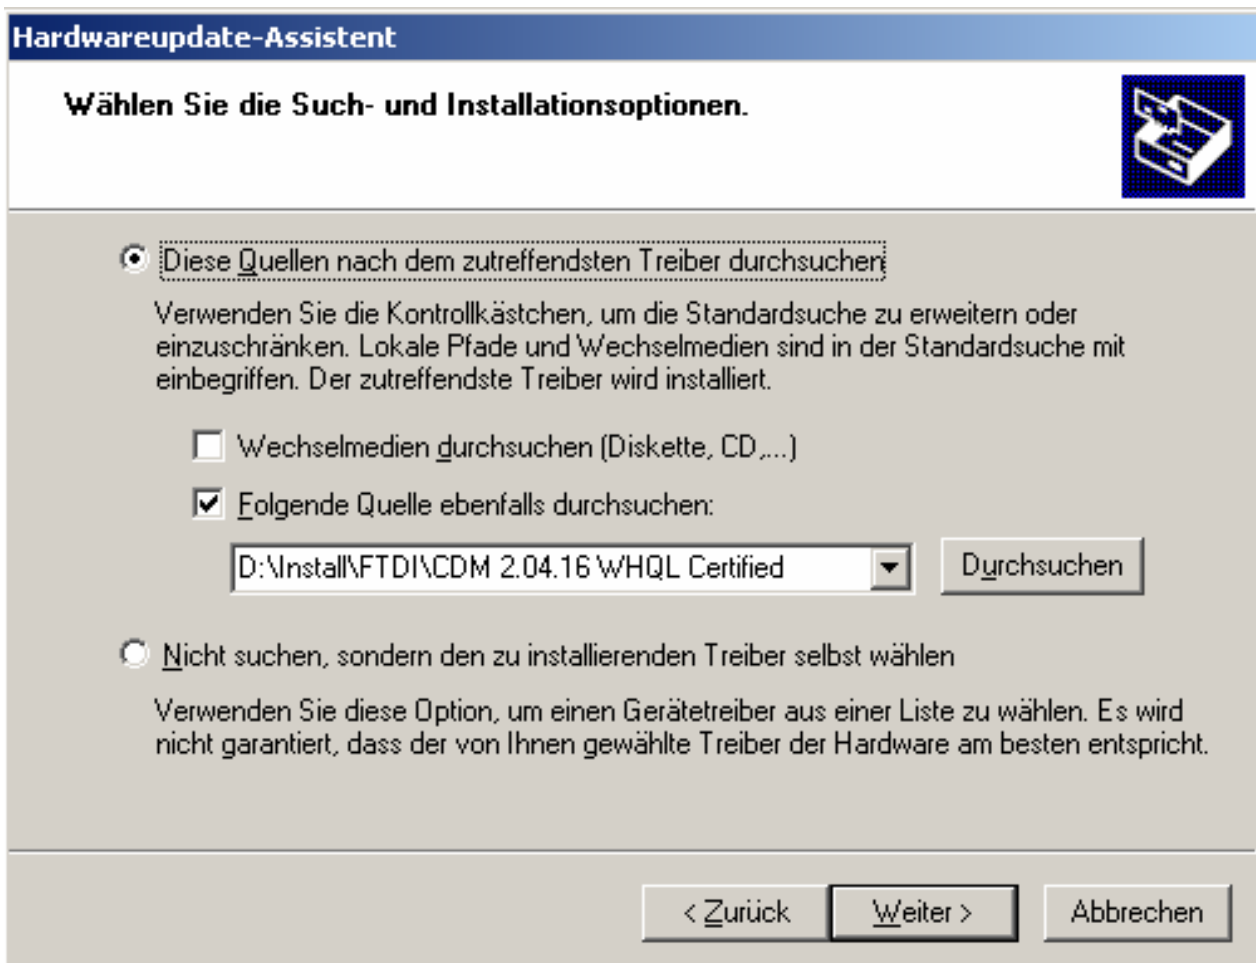 Hardwareupdate-Assistent
Wählen Sie die Such- und Installationsoptionen.
Diese Quellen nach dem zutreffendsten Treiber durchsuchen
Verwenden Sie die Kontrollkästchen, um die Standardsuche zu erweitern oder
einzuschränken. Lokale Pfade und Wechselmedien sind in der Standardsuche mit
einbegriffen. Der zutreffendste Treiber wird installiert.
Wechselmedien durchsuchen (Diskette, CD,...)
Folgende Quelle ebenfalls durchsuchen:
D:\Install\FTDI\CDM 2.04.16 WHQL Certified
Durchsuchen
Nicht suchen, sondern den zu installierenden Treiber selbst wählen
Verwenden Sie diese Option, um einen Gerätetreiber aus einer Liste zu wählen. Es wird
nicht garantiert, dass der von Ihnen gewählte Treiber der Hardware am besten entspricht.
< Zurück
Weiter >
Abbrechen